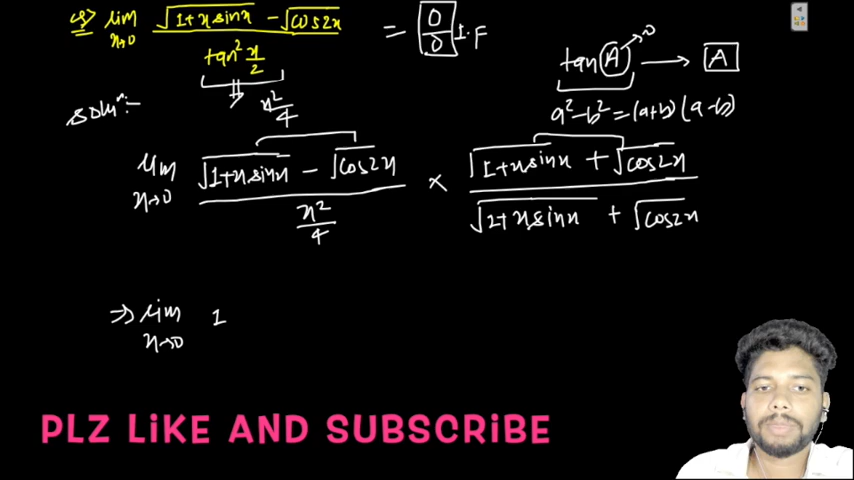 Q> lim x→0 (√(1+x sinx) − √(cos2x)) / (tan² x/2) = 0/0 I.F
tan(A) → A
→0
x²/4
a²−b² = (a+b)(a−b)
Solnⁿ:−
lim x→0 (√(1+x sinx) − √(cos2x)) / (x²/4) × (√(1+x sinx) + √(cos2x)) / (√(1+x sinx) + √(cos2x))
⇒ lim x→0 1
PLZ LiKE AND SUBSCRiBE